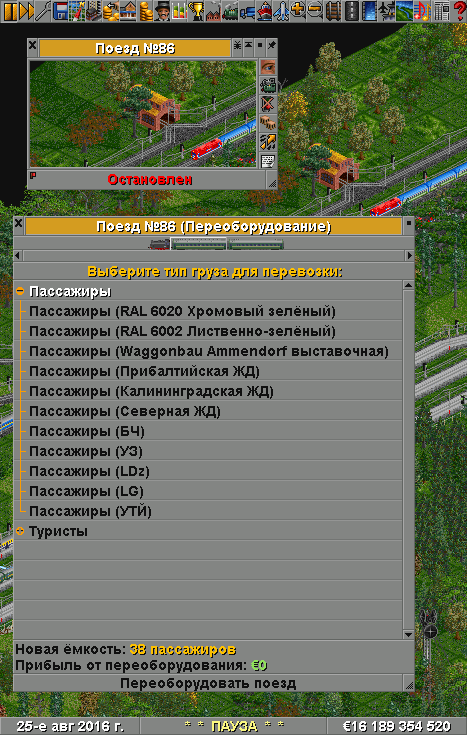 Поезд №86
Остановлен
Поезд №86 (Переоборудование)
Выберите тип груза для перевозки:
Пассажиры
Пассажиры (RAL 6020 Хромовый зелёный)
Пассажиры (RAL 6002 Лиственно-зелёный)
Пассажиры (Waggonbau Ammendorf выставочная)
Пассажиры (Прибалтийская ЖД)
Пассажиры (Калининградская ЖД)
Пассажиры (Северная ЖД)
Пассажиры (БЧ)
Пассажиры (УЗ)
Пассажиры (LDz)
Пассажиры (LG)
Пассажиры (УТЙ)
Туристы
Новая ёмкость: 38 пассажиров
Прибыль от переоборудования: €0
Переоборудовать поезд
25-е авг 2016 г.
* * ПАУЗА * *
€16 189 354 520